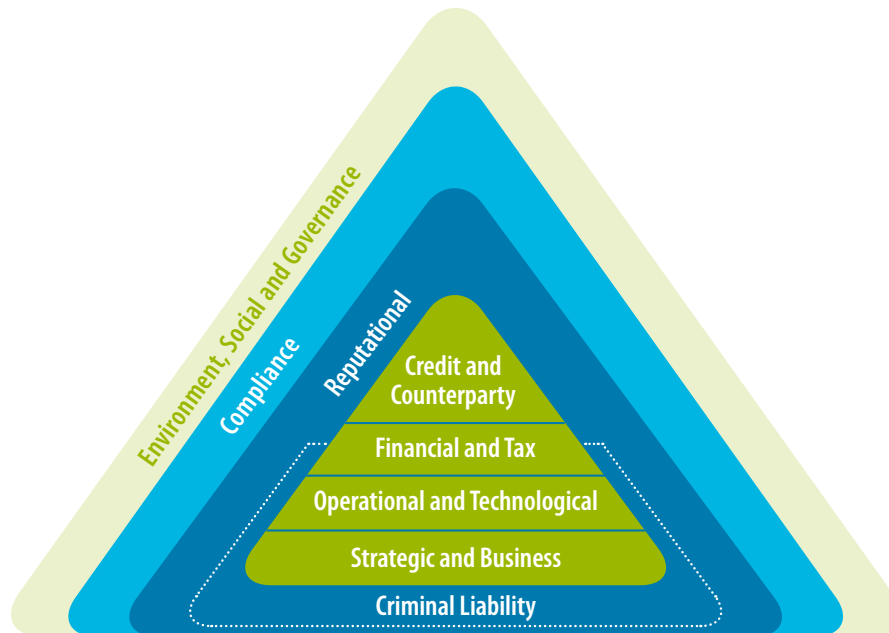 Environment, Social and Governance
Compliance
Reputational
Credit and
Counterparty
Financial and Tax
Operational and Technological
Strategic and Business
Criminal Liability